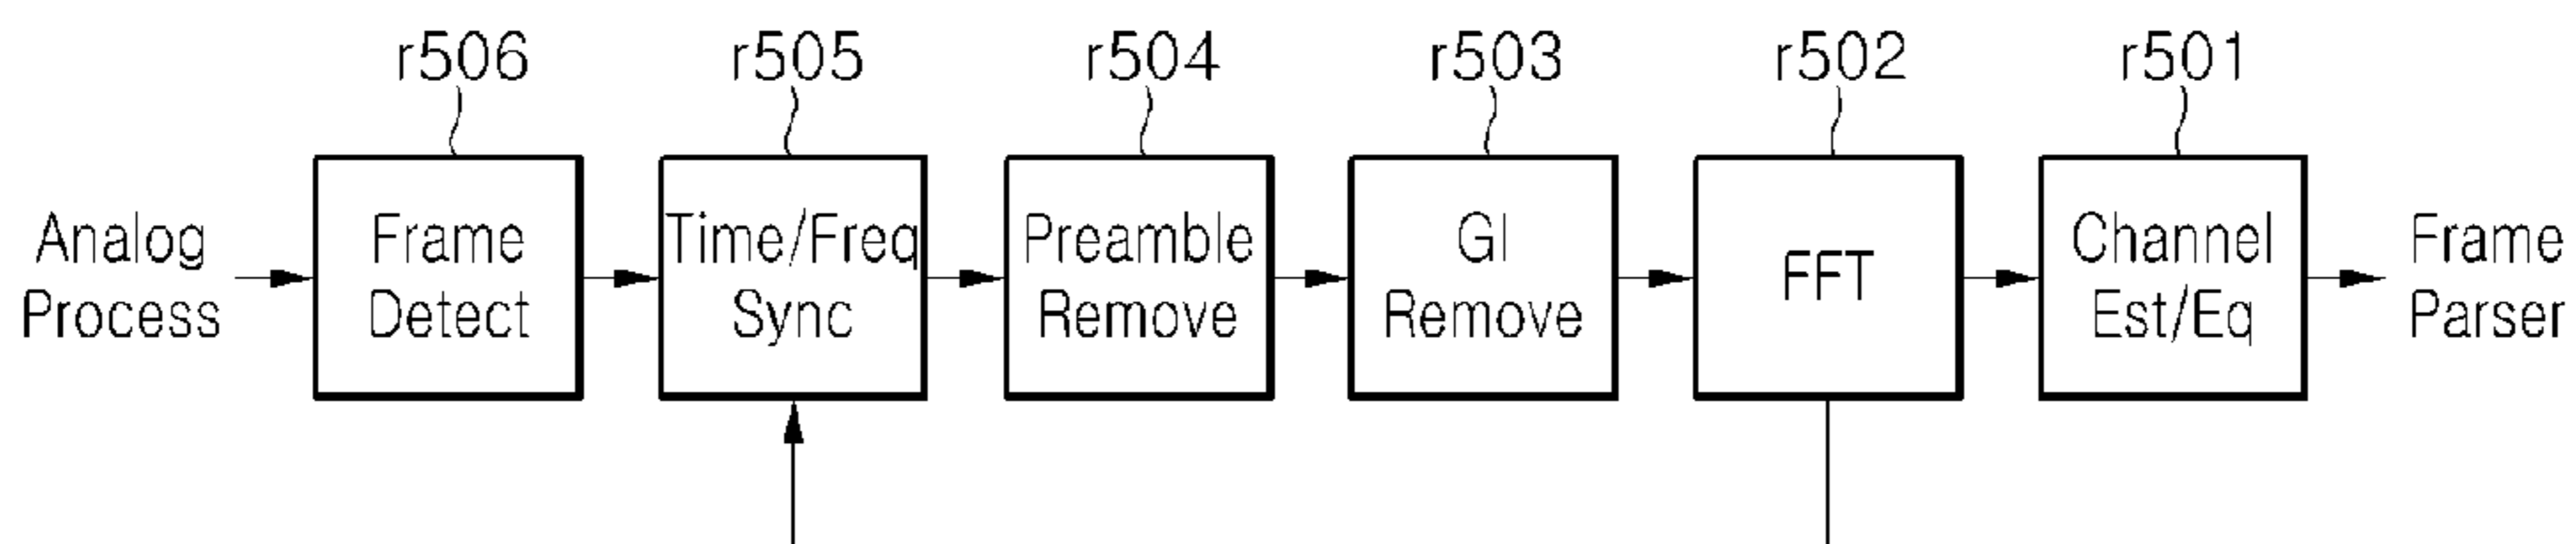 r506
r505
r504
r503
r502
r501
Analog
Process
Frame
Detect
Time/Freq
Sync
Preamble
Remove
GI
Remove
FFT
Channel
Est/Eq
Frame
Parser